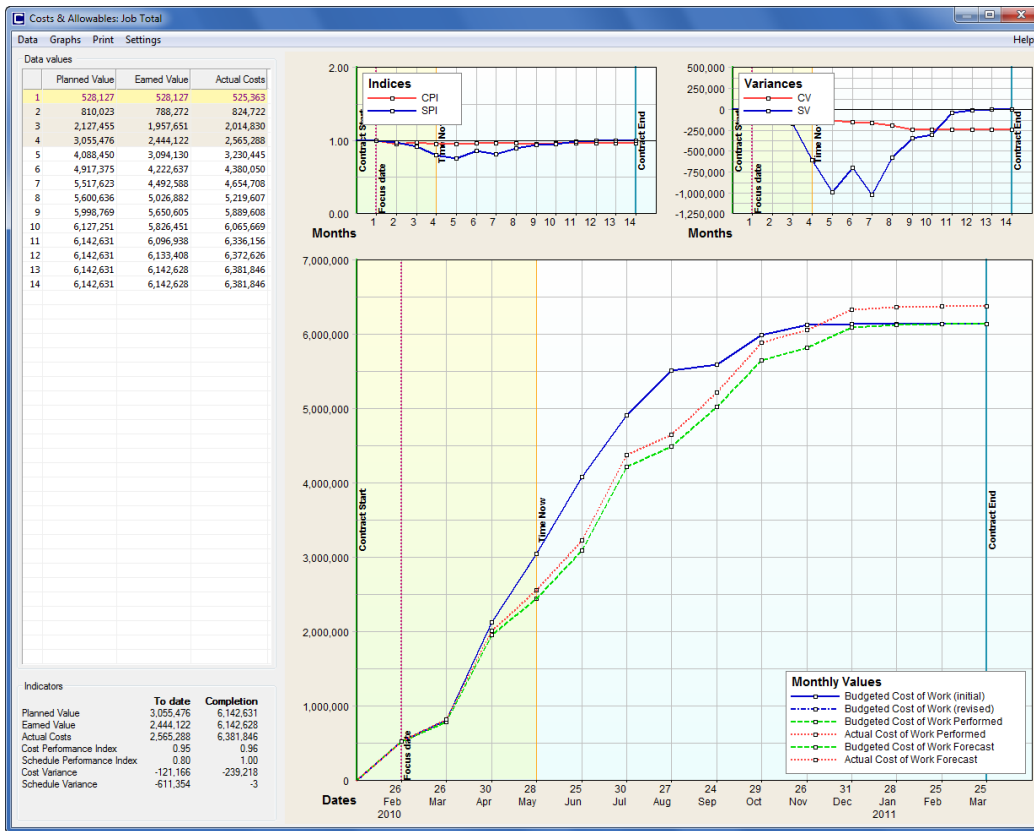 Costs & Allowables: Job Total
Data Graphs Print Settings Help
Data values
Planned Value Earned Value Actual Costs
1 528,127 528,127 525,363
2 810,023 788,272 824,722
3 2,127,455 1,957,651 2,014,830
4 3,055,476 2,444,122 2,565,288
5 4,088,450 3,094,130 3,230,445
6 4,917,375 4,222,637 4,380,050
7 5,517,623 4,492,588 4,654,708
8 5,600,636 5,026,882 5,219,607
9 5,998,769 5,650,605 5,889,608
10 6,127,251 5,826,451 6,065,669
11 6,142,631 6,096,938 6,336,156
12 6,142,631 6,133,408 6,372,626
13 6,142,631 6,142,628 6,381,846
14 6,142,631 6,142,628 6,381,846
Indicators
To date Completion
Planned Value 3,055,476 6,142,631
Earned Value 2,444,122 6,142,628
Actual Costs 2,565,288 6,381,846
Cost Performance Index 0.95 0.96
Schedule Performance Index 0.80 1.00
Cost Variance -121,166 -239,218
Schedule Variance -611,354 -3
2.00
1.00
0.00
Indices
CPI
SPI
Contract Start
Focus date
Time Now
Contract End
1 2 3 4 5 6 7 8 9 10 11 12 13 14
Months
500,000
250,000
0
-250,000
-500,000
-750,000
-1,000,000
-1,250,000
Variances
CV
SV
Contract Start
Focus date
Time Now
Contract End
1 2 3 4 5 6 7 8 9 10 11 12 13 14
Months
7,000,000
6,000,000
5,000,000
4,000,000
3,000,000
2,000,000
1,000,000
0
Contract Start
Focus date
Time Now
Contract End
Monthly Values
Budgeted Cost of Work (initial)
Budgeted Cost of Work (revised)
Budgeted Cost of Work Performed
Actual Cost of Work Performed
Budgeted Cost of Work Forecast
Actual Cost of Work Forecast
Dates
26 26 30 28 25 30 27 24 29 26 31 28 25 25
Feb Mar Apr May Jun Jul Aug Sep Oct Nov Dec Jan Feb Mar
2010 2011